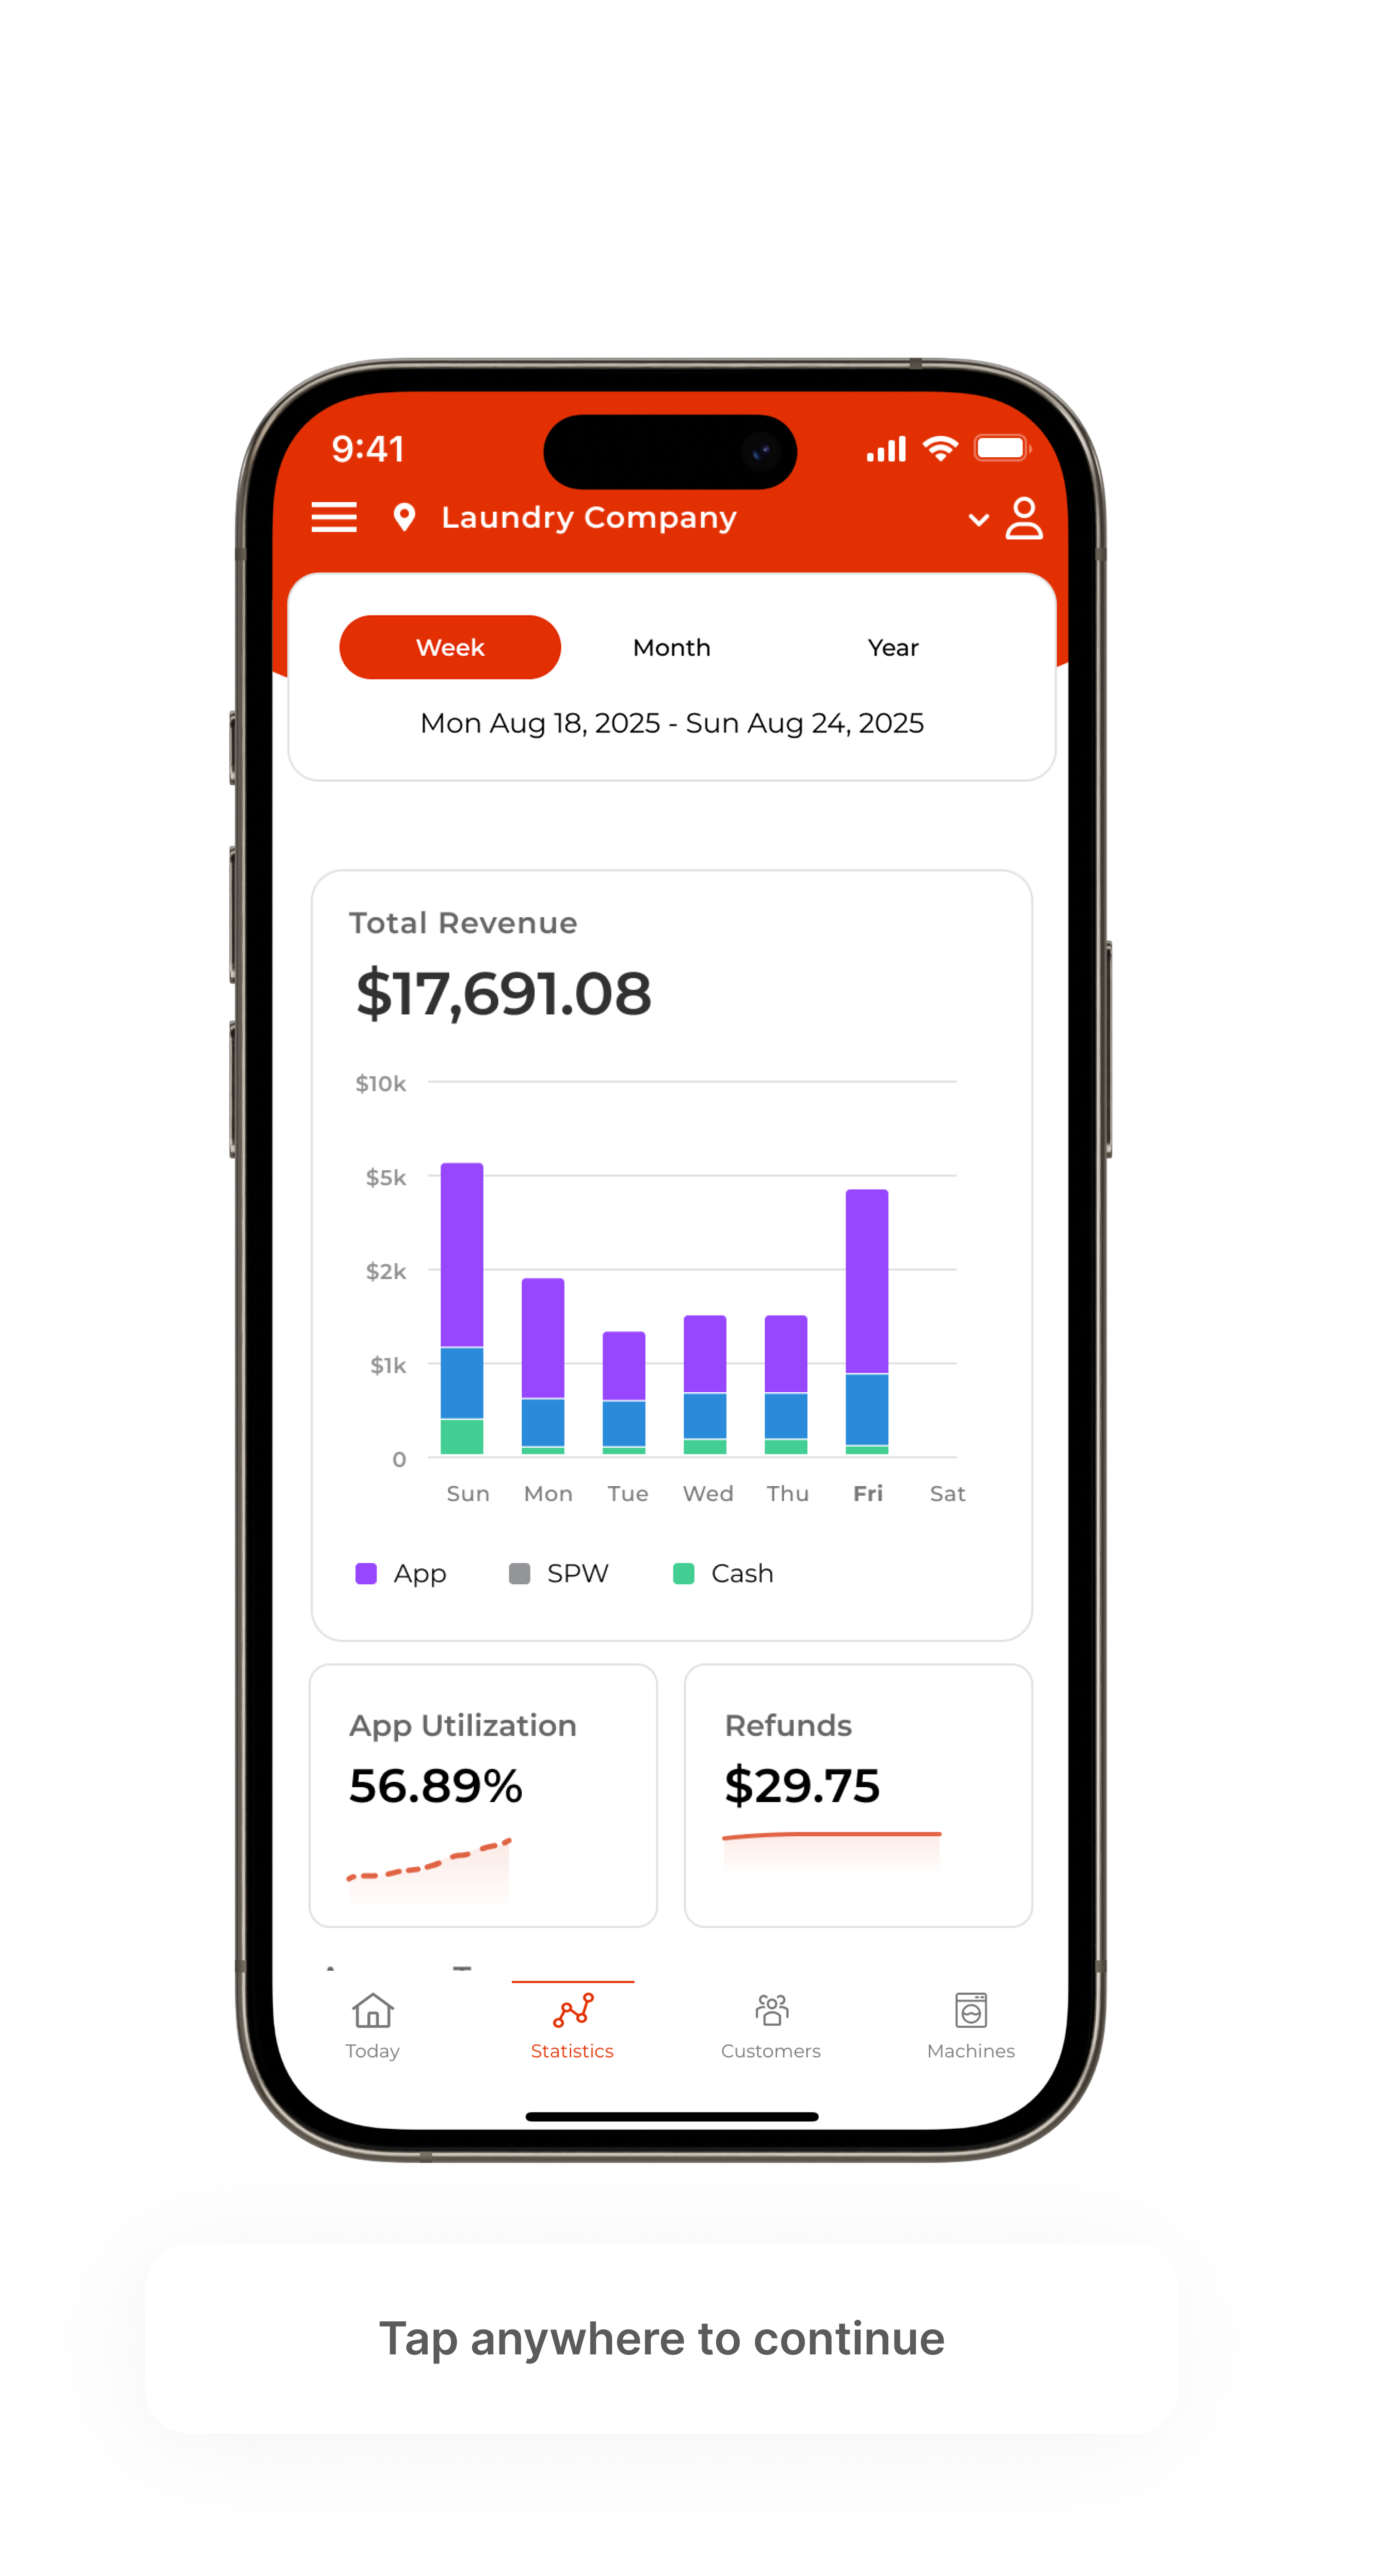 9:41
Laundry Company
Week Month Year
Mon Aug 18, 2025 - Sun Aug 24, 2025
Total Revenue
$17,691.08
$10k
$5k
$2k
$1k
0
Sun Mon Tue Wed Thu Fri Sat
App SPW Cash
App Utilization
56.89%
Refunds
$29.75
Today Statistics Customers Machines
Tap anywhere to continue